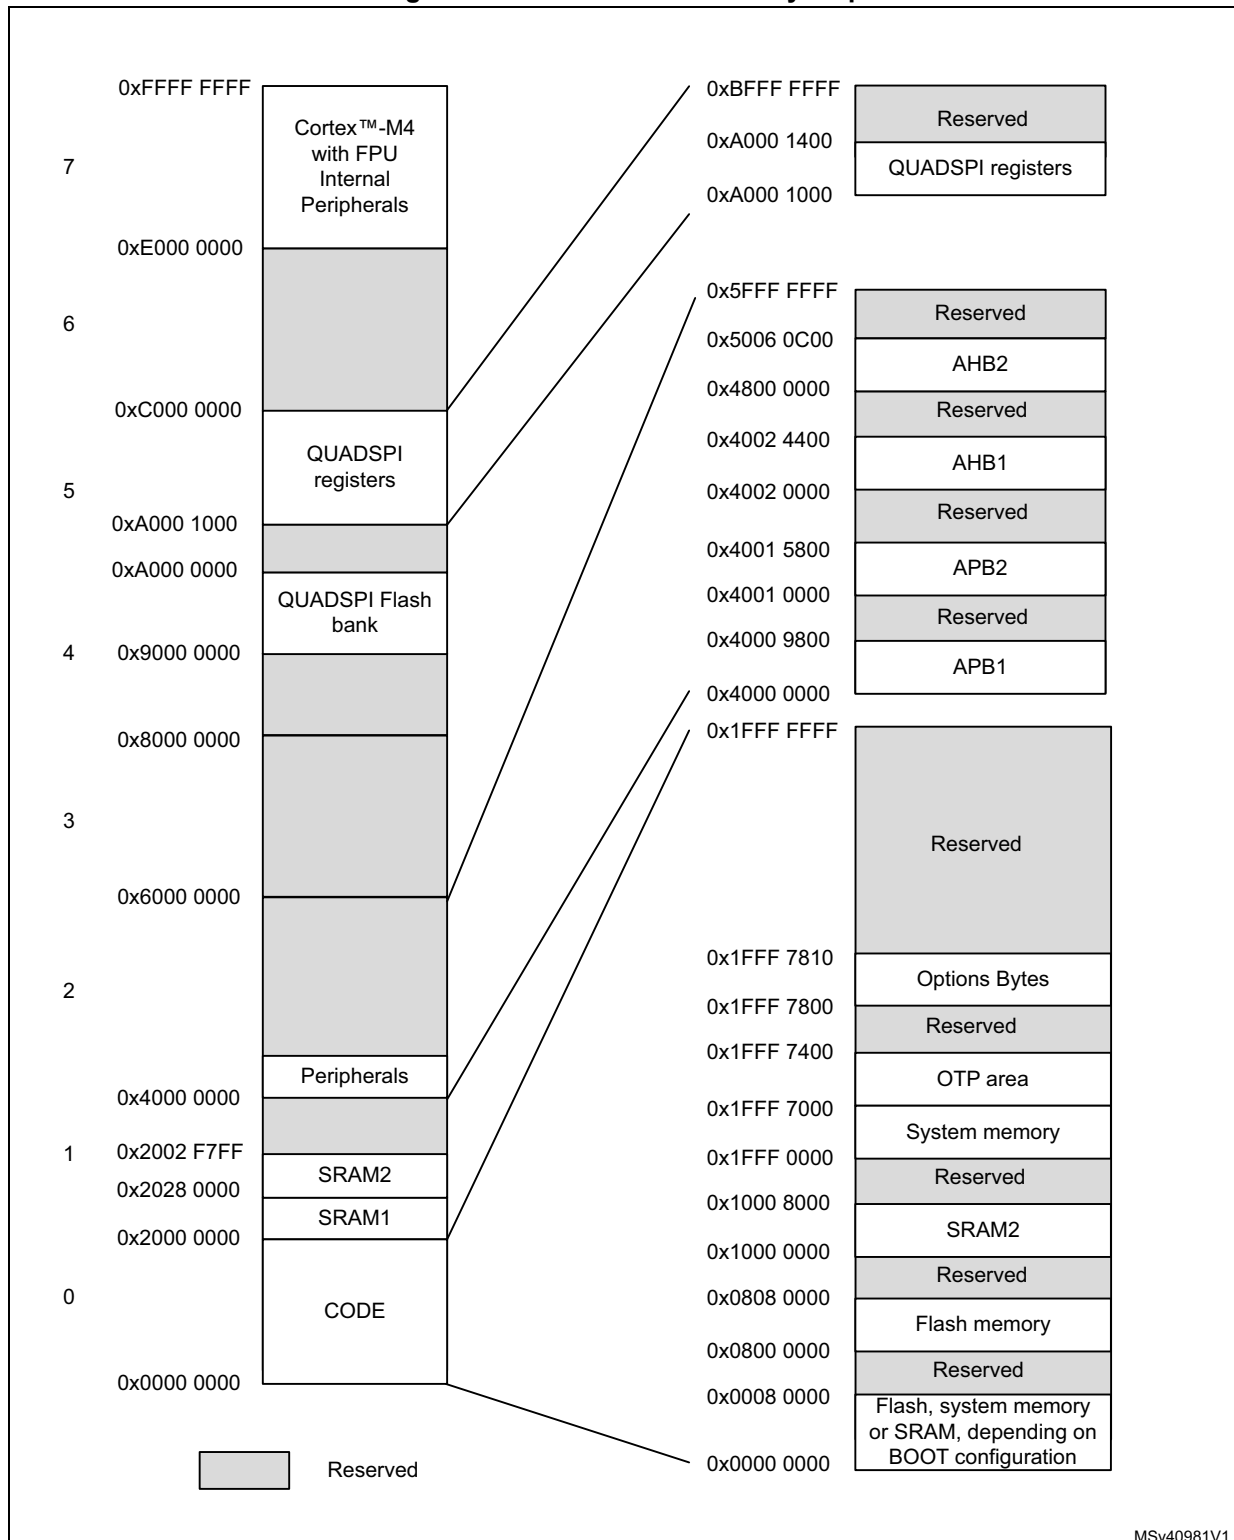 0xFFFF FFFF
Cortex™-M4
with FPU
Internal
Peripherals
7
0xE000 0000
6
0xC000 0000
QUADSPI
registers
5
0xA000 1000
0xA000 0000
QUADSPI Flash
bank
4
0x9000 0000
0x8000 0000
3
0x6000 0000
2
Peripherals
0x4000 0000
1
0x2002 F7FF
SRAM2
0x2028 0000
SRAM1
0x2000 0000
0
CODE
0x0000 0000
Reserved
0xBFFF FFFF
Reserved
0xA000 1400
QUADSPI registers
0xA000 1000
0x5FFF FFFF
Reserved
0x5006 0C00
AHB2
0x4800 0000
Reserved
0x4002 4400
AHB1
0x4002 0000
Reserved
0x4001 5800
APB2
0x4001 0000
Reserved
0x4000 9800
APB1
0x4000 0000
0x1FFF FFFF
Reserved
0x1FFF 7810
Options Bytes
0x1FFF 7800
Reserved
0x1FFF 7400
OTP area
0x1FFF 7000
System memory
0x1FFF 0000
Reserved
0x1000 8000
SRAM2
0x1000 0000
Reserved
0x0808 0000
Flash memory
0x0800 0000
Reserved
0x0008 0000
Flash, system memory
or SRAM, depending on
BOOT configuration
0x0000 0000
MSv40981V1